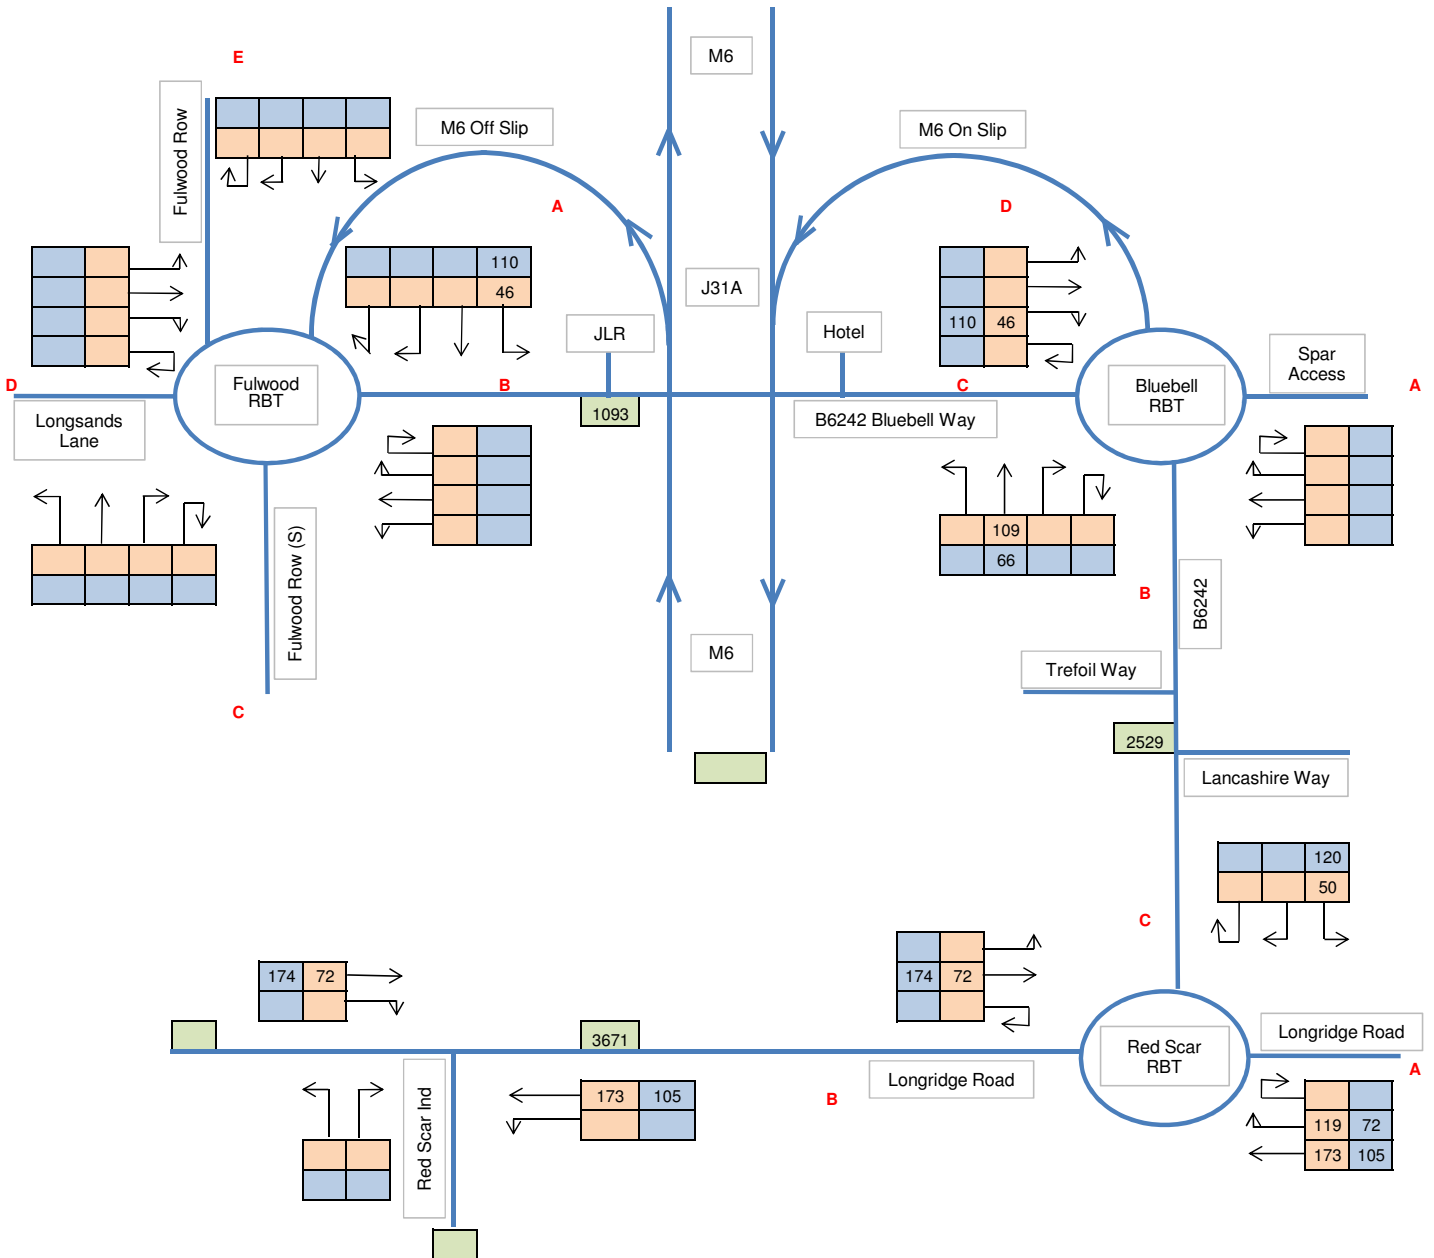 E
M6
Fulwood Row
M6 Off Slip
M6 On Slip
A
D
110
46
J31A
110 46
JLR
Hotel
Spar
Access
D
Fulwood
RBT
B
C
Bluebell
RBT
A
Longsands
Lane
1093
B6242 Bluebell Way
109
66
Fulwood Row (S)
B
B6242
M6
Trefoil Way
C
2529
Lancashire Way
120
50
C
174 72
174 72
3671
Red Scar
RBT
Longridge Road
Longridge Road
A
B
Red Scar Ind
173 105
119 72
173 105